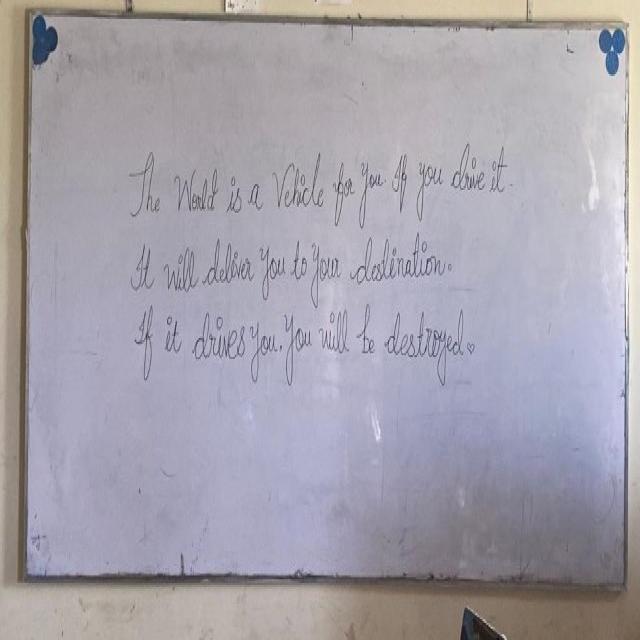 The World is a Vehicle for You If you drive it.
It will deliver You to Your destination.
If it drives You. You will be destroyed.